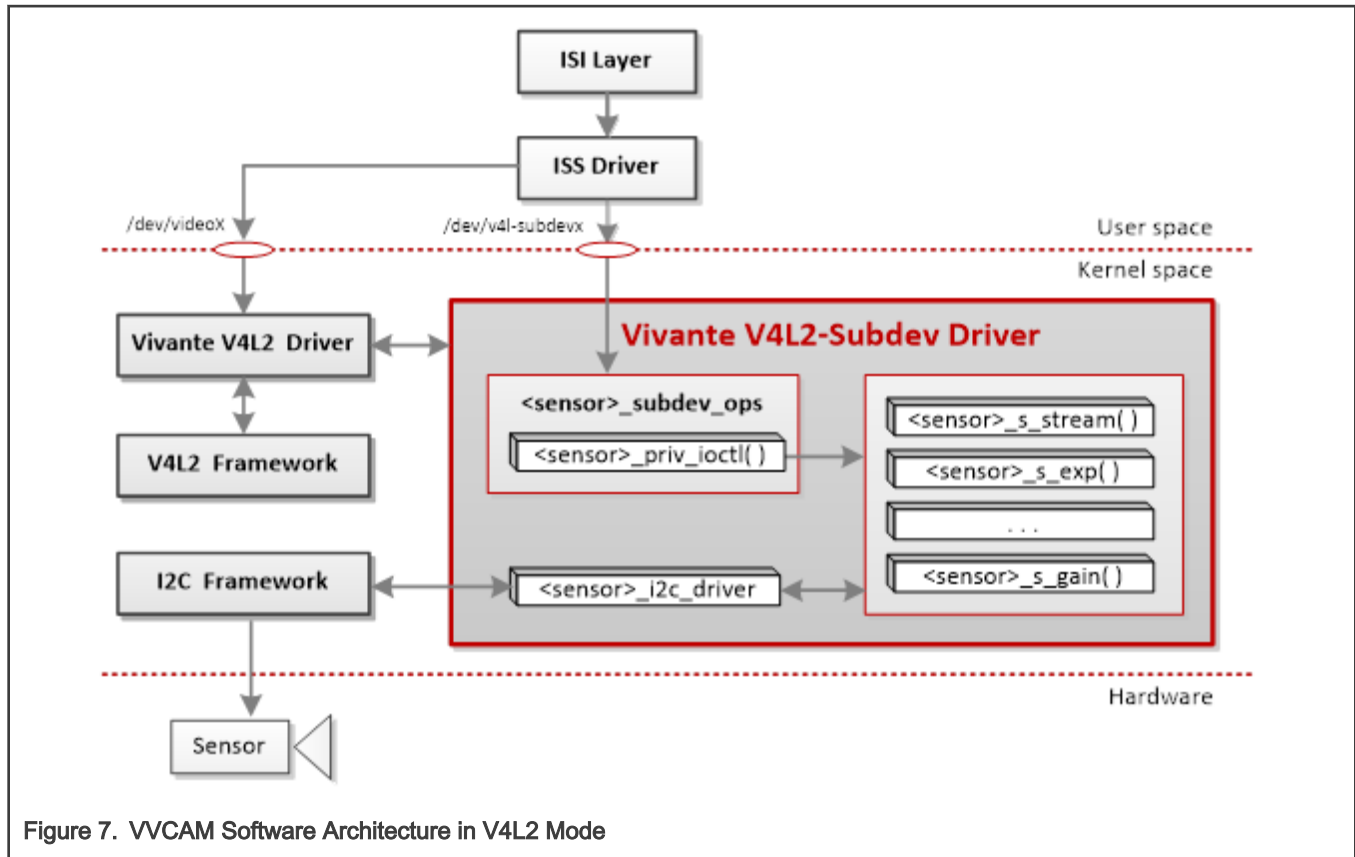 ISI Layer
ISS Driver
/dev/videoX
/dev/v4l-subdevx
User space
Kernel space
Vivante V4L2 Driver
Vivante V4L2-Subdev Driver
<sensor>_subdev_ops
<sensor>_priv_ioctl( )
<sensor>_s_stream( )
<sensor>_s_exp( )
. . .
<sensor>_s_gain( )
V4L2 Framework
I2C Framework
<sensor>_i2c_driver
Hardware
Sensor
Figure 7. VVCAM Software Architecture in V4L2 Mode